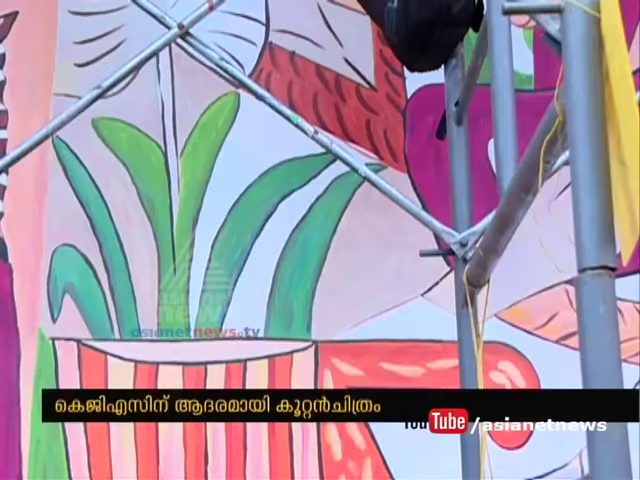 asianetnews.tv
കെജിഎസിന് ആദരമായി കൂറ്റൻചിത്രം
You Tube /asianetnews